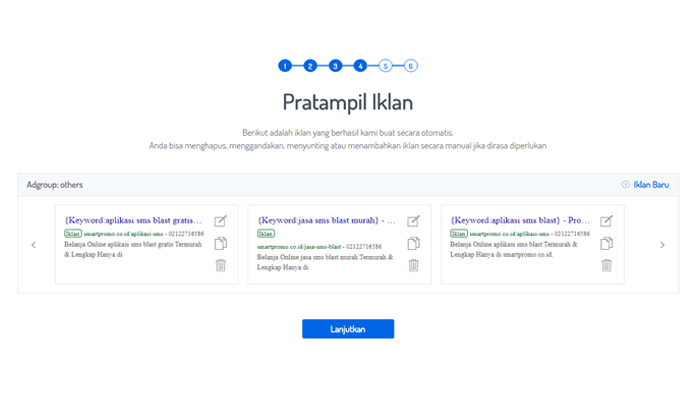 1 2 3 4 5 6
Pratampil Iklan
Berikut adalah iklan yang berhasil kami buat secara otomatis.
Anda bisa menghapus, menggandakan, menyunting atau menambahkan iklan secara manual jika dirasa diperlukan
Adgroup: others
Iklan Baru
{Keyword:aplikasi sms blast gratis...
Iklan smartpromo.co.id/aplikasi-sms - 02122716586
Belanja Online aplikasi sms blast gratis Termurah
& Lengkap Hanya di
{Keyword:jasa sms blast murah} - ...
Iklan
smartpromo.co.id/jasa-sms-blast - 02122716586
Belanja Online jasa sms blast murah Termurah &
Lengkap Hanya di
{Keyword:aplikasi sms blast} - Pro...
Iklan smartpromo.co.id/aplikasi-sms - 02122716586
Belanja Online aplikasi sms blast Termurah &
Lengkap Hanya di smartpromo.co.id.
Lanjutkan